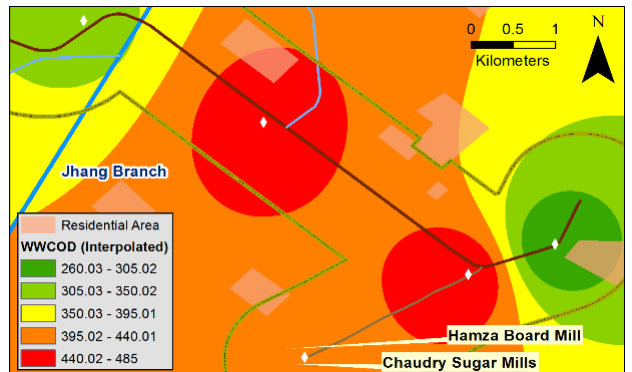 N
0 0.5 1
Kilometers
Jhang Branch
Residential Area
WWCOD (Interpolated)
260.03 - 305.02
305.03 - 350.02
350.03 - 395.01
395.02 - 440.01
440.02 - 485
Hamza Board Mill
Chaudry Sugar Mills